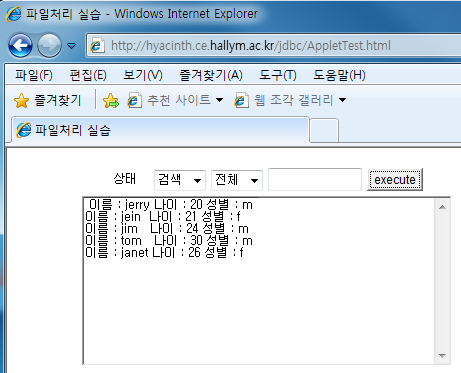 파일처리 실습 - Windows Internet Explorer
http://hyacinth.ce.hallym.ac.kr/jdbc/AppletTest.html
파일(F) 편집(E) 보기(V) 즐겨찾기(A) 도구(T) 도움말(H)
즐겨찾기 추천 사이트 웹 조각 갤러리
파일처리 실습
상태 검색 전체 execute
이름 : jerry 나이 : 20 성별 : m
이름 : jein 나이 : 21 성별 : f
이름 : jim 나이 : 24 성별 : m
이름 : tom 나이 : 30 성별 : m
이름 : janet 나이 : 26 성별 : f